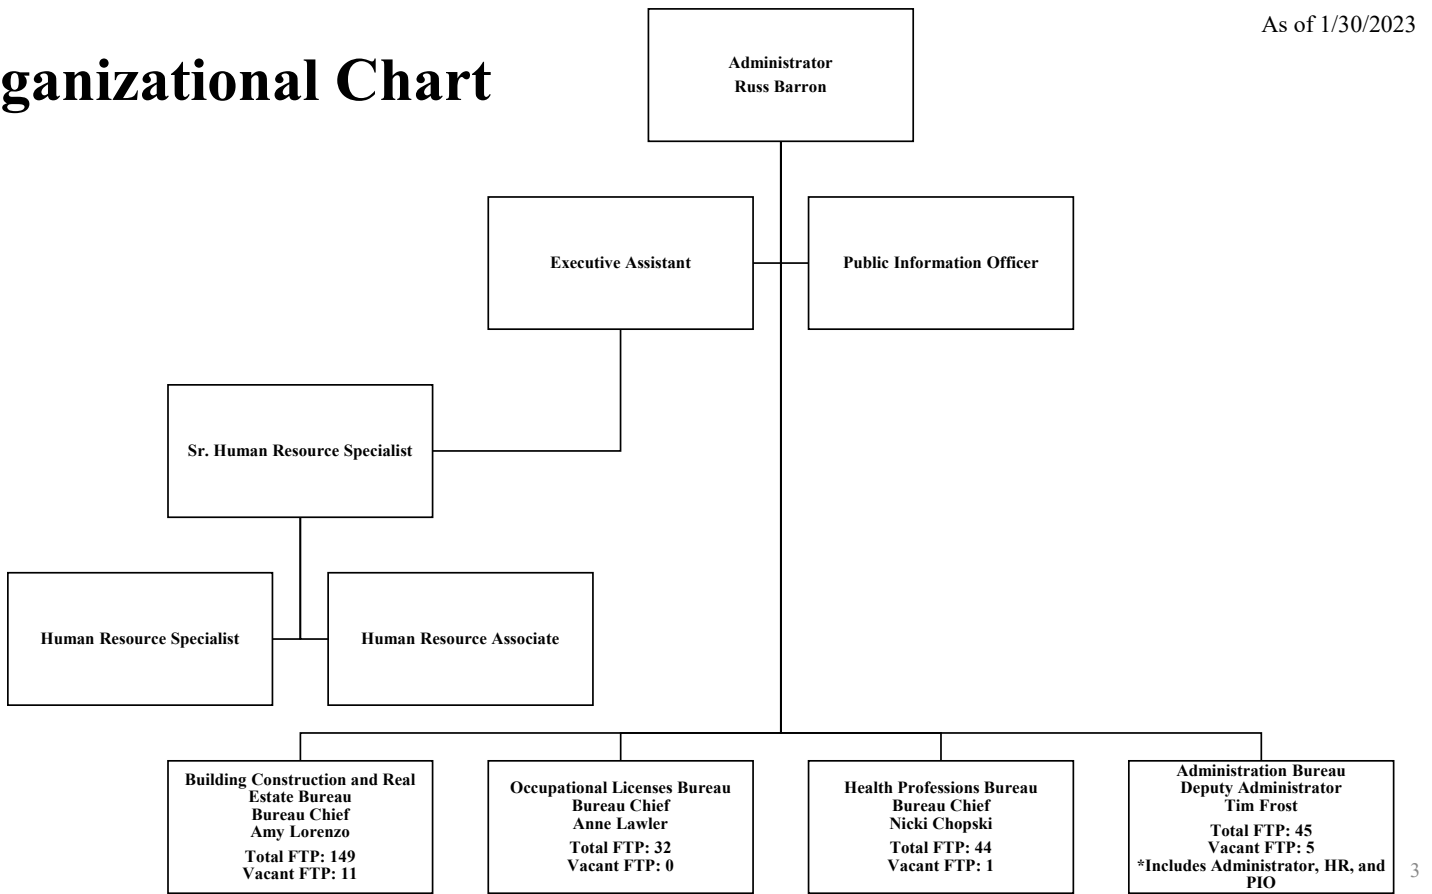 As of 1/30/2023
ganizational Chart
Administrator
Russ Barron
Executive Assistant
Public Information Officer
Sr. Human Resource Specialist
Human Resource Specialist
Human Resource Associate
Building Construction and Real
Estate Bureau
Bureau Chief
Amy Lorenzo
Total FTP: 149
Vacant FTP: 11
Occupational Licenses Bureau
Bureau Chief
Anne Lawler
Total FTP: 32
Vacant FTP: 0
Health Professions Bureau
Bureau Chief
Nicki Chopski
Total FTP: 44
Vacant FTP: 1
Administration Bureau
Deputy Administrator
Tim Frost
Total FTP: 45
Vacant FTP: 5
*Includes Administrator, HR, and
PIO
3